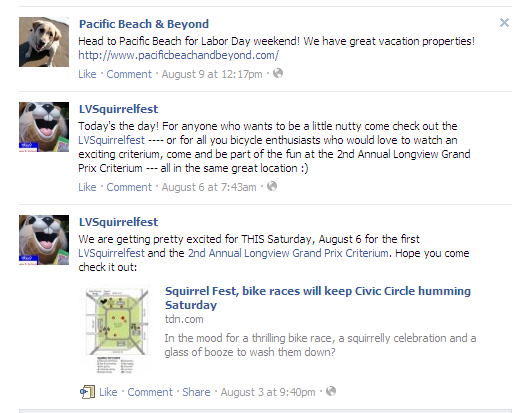 Pacific Beach & Beyond
Head to Pacific Beach for Labor Day weekend! We have great vacation properties!
http://www.pacificbeachandbeyond.com/
Like · Comment · August 9 at 12:17pm ·
LVSquirrelfest
Today's the day! For anyone who wants to be a little nutty come check out the
LVSquirrelfest ---- or for all you bicycle enthusiasts who would love to watch an
exciting criterium, come and be part of the fun at the 2nd Annual Longview Grand
Prix Criterium --- all in the same great location :)
Like · Comment · August 6 at 7:43am ·
LVSquirrelfest
We are getting pretty excited for THIS Saturday, August 6 for the first
LVSquirrelfest and the 2nd Annual Longview Grand Prix Criterium. Hope you come
check it out:
Squirrel Fest, bike races will keep Civic Circle humming
Saturday
tdn.com
In the mood for a thrilling bike race, a squirrelly celebration and a
glass of booze to wash them down?
Like · Comment · Share · August 3 at 9:40pm ·